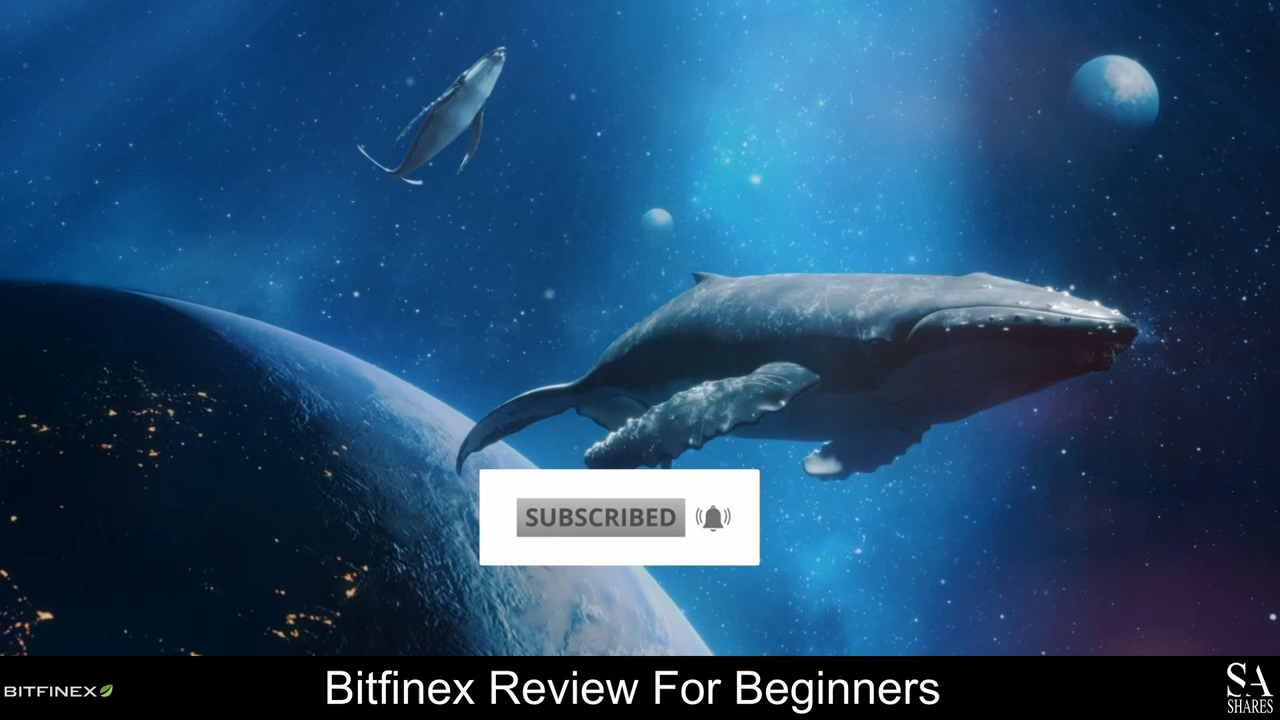 SUBSCRIBED
BITFINEX
Bitfinex Review For Beginners
SA
SHARES